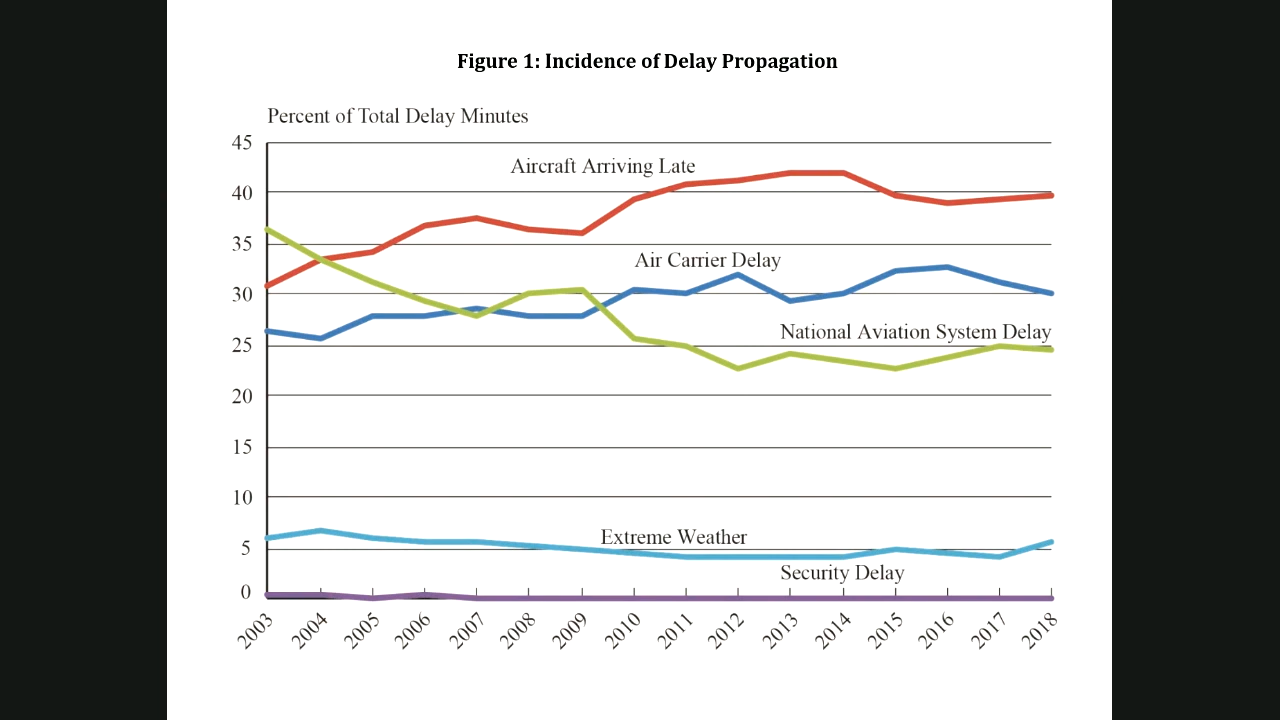 Figure 1: Incidence of Delay Propagation
Percent of Total Delay Minutes
45
Aircraft Arriving Late
40
35
Air Carrier Delay
30
National Aviation System Delay
25
20
15
10
Extreme Weather
5
Security Delay
0
2003 2004 2005 2006 2007 2008 2009 2010 2011 2012 2013 2014 2015 2016 2017 2018